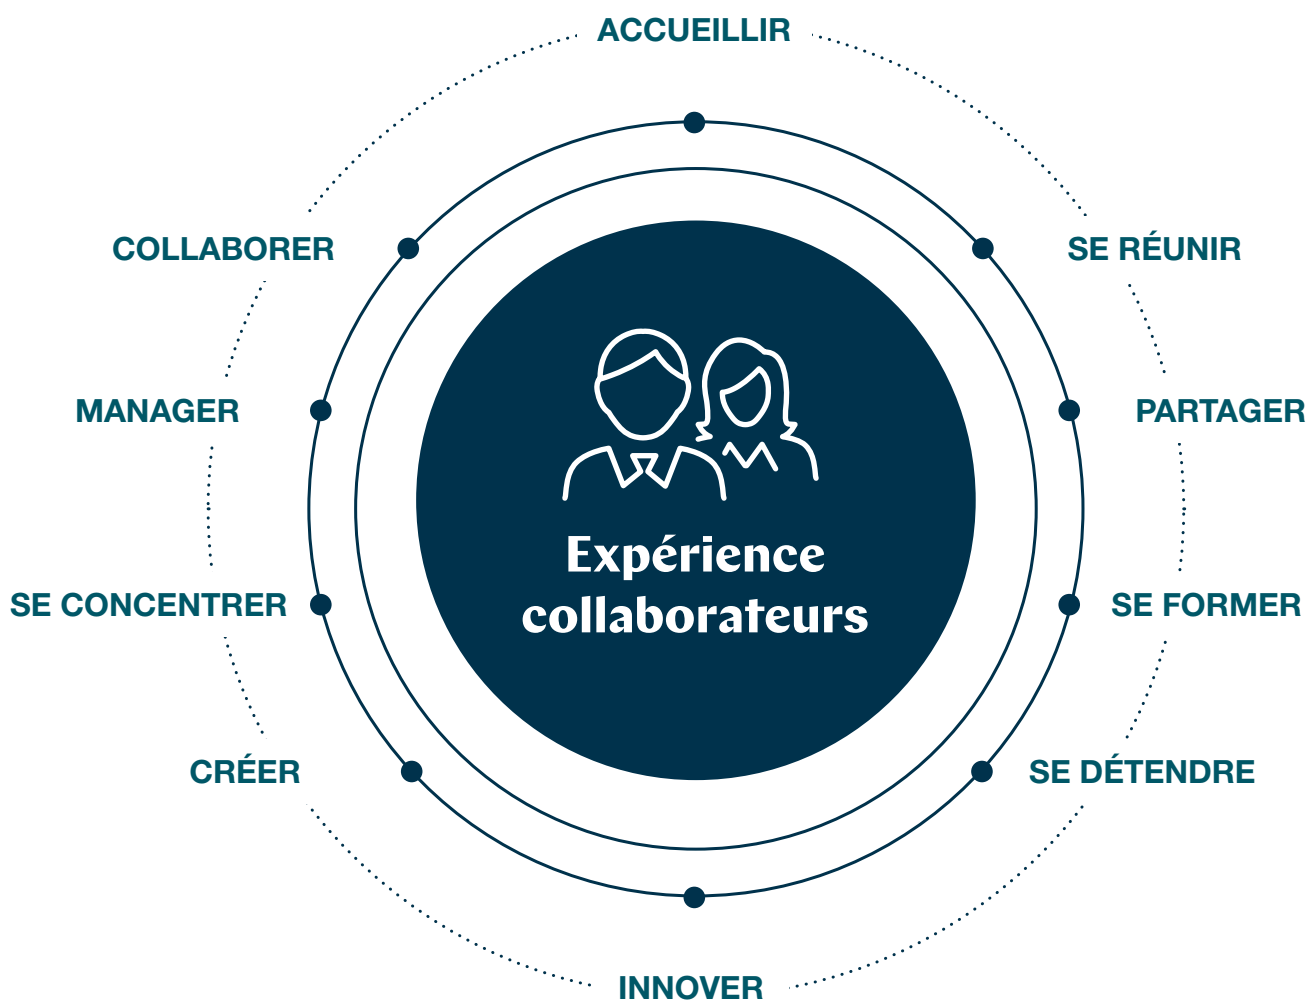 ACCUEILLIR
COLLABORER
SE RÉUNIR
MANAGER
PARTAGER
Expérience
collaborateurs
SE CONCENTRER
SE FORMER
CRÉER
SE DÉTENDRE
INNOVER